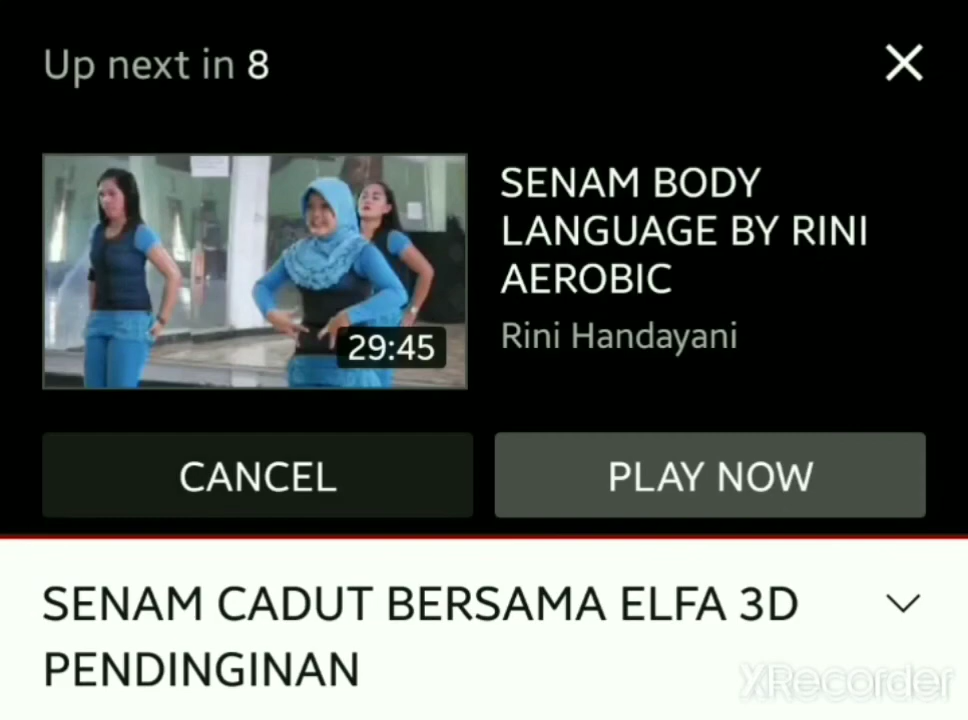 Up next in 8
29:45
SENAM BODY
LANGUAGE BY RINI
AEROBIC
Rini Handayani
CANCEL
PLAY NOW
SENAM CADUT BERSAMA ELFA 3D
PENDINGINAN
XRecorder